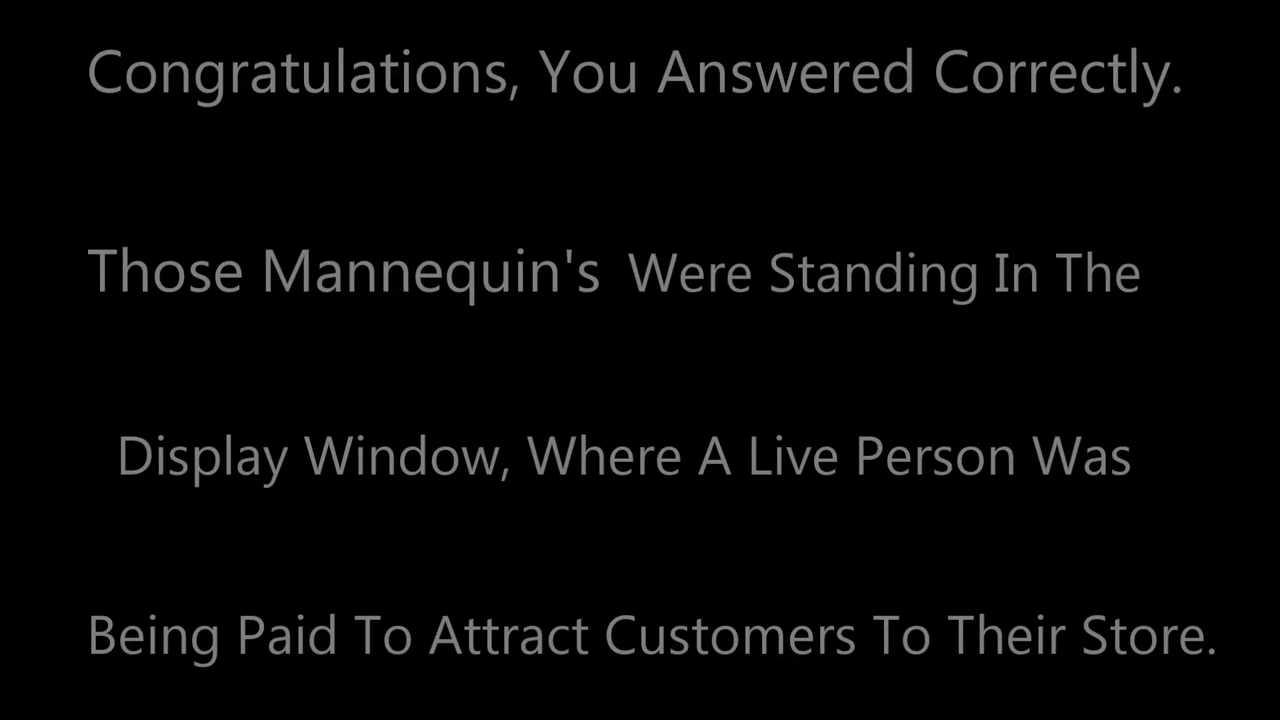 Congratulations, You Answered Correctly.
Those Mannequin's Were Standing In The
Display Window, Where A Live Person Was
Being Paid To Attract Customers To Their Store.